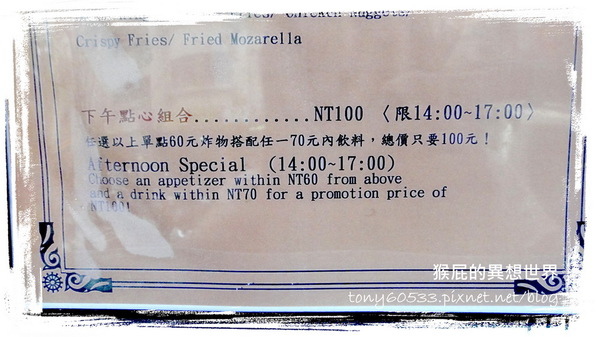 Chicken Nuggets/
Crispy Fries/ Fried Mozarella
下午點心組合............NT100 〈限14:00~17:00〉
任選以上單點60元炸物搭配任一70元內飲料，總價只要100元！
Afternoon Special (14:00~17:00)
Choose an appetizer within NT60 from above
and a drink within NT70 for a promotion price of
NT100!
猴屁的異想世界
tony60533.pixnet.net/blog